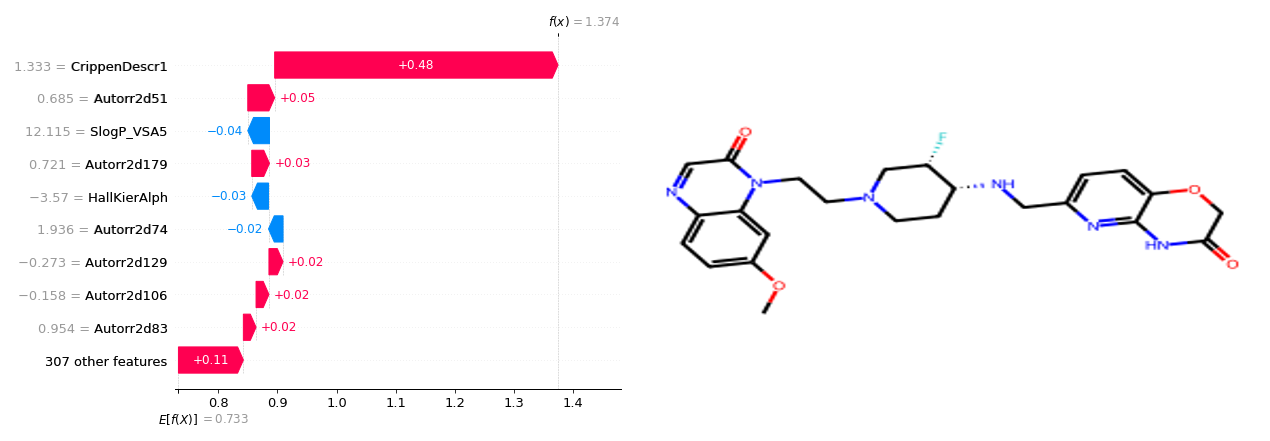 f(x) = 1.374
1.333 = CrippenDescr1
+0.48
0.685 = Autorr2d51
+0.05
12.115 = SlogP_VSA5
−0.04
0.721 = Autorr2d179
+0.03
−3.57 = HallKierAlph
−0.03
1.936 = Autorr2d74
−0.02
−0.273 = Autorr2d129
+0.02
−0.158 = Autorr2d106
+0.02
0.954 = Autorr2d83
+0.02
307 other features
+0.11
0.8 0.9 1.0 1.1 1.2 1.3 1.4
E[f(X)] = 0.733
O
F
N
N
N
NH
O
N
HN
O
O